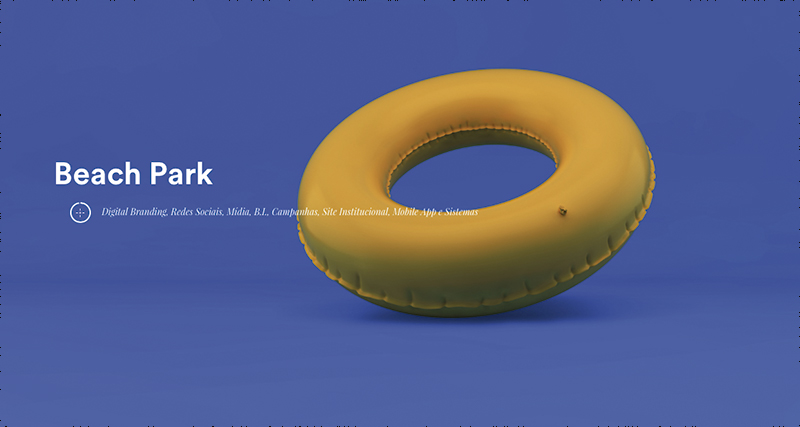 Beach Park
Digital Branding, Redes Sociais, Mídia, B.I., Campanhas, Site Institucional, Mobile App e Sistemas